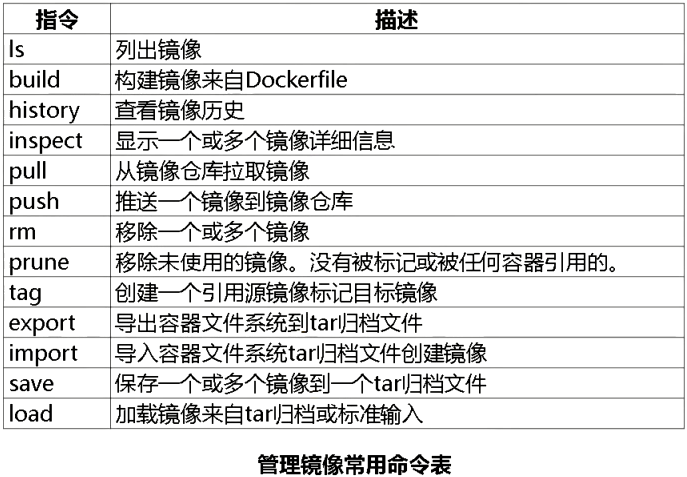 指令 描述
ls 列出镜像
build 构建镜像来自Dockerfile
history 查看镜像历史
inspect 显示一个或多个镜像详细信息
pull 从镜像仓库拉取镜像
push 推送一个镜像到镜像仓库
rm 移除一个或多个镜像
prune 移除未使用的镜像。没有被标记或被任何容器引用的。
tag 创建一个引用源镜像标记目标镜像
export 导出容器文件系统到tar归档文件
import 导入容器文件系统tar归档文件创建镜像
save 保存一个或多个镜像到一个tar归档文件
load 加载镜像来自tar归档或标准输入
管理镜像常用命令表